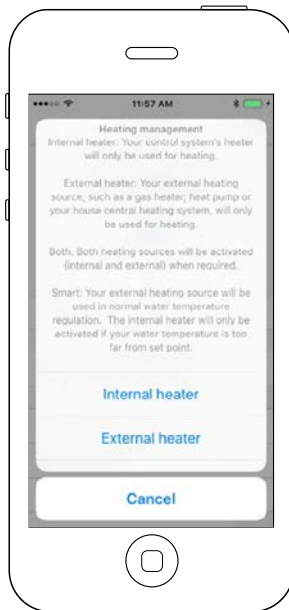 11:57 AM
Heating management
Internal heater: Your control system's heater
will only be used for heating.
External heater: Your external heating
source, such as a gas heater, heat pump or
your house central heating system, will only
be used for heating.
Both. Both heating sources will be activated
(internal and external) when required.
Smart: Your external heating source will be
used in normal water temperature
regulation. The internal heater will only be
activated if your water temperature is too
far from set point.
Internal heater
External heater
Cancel